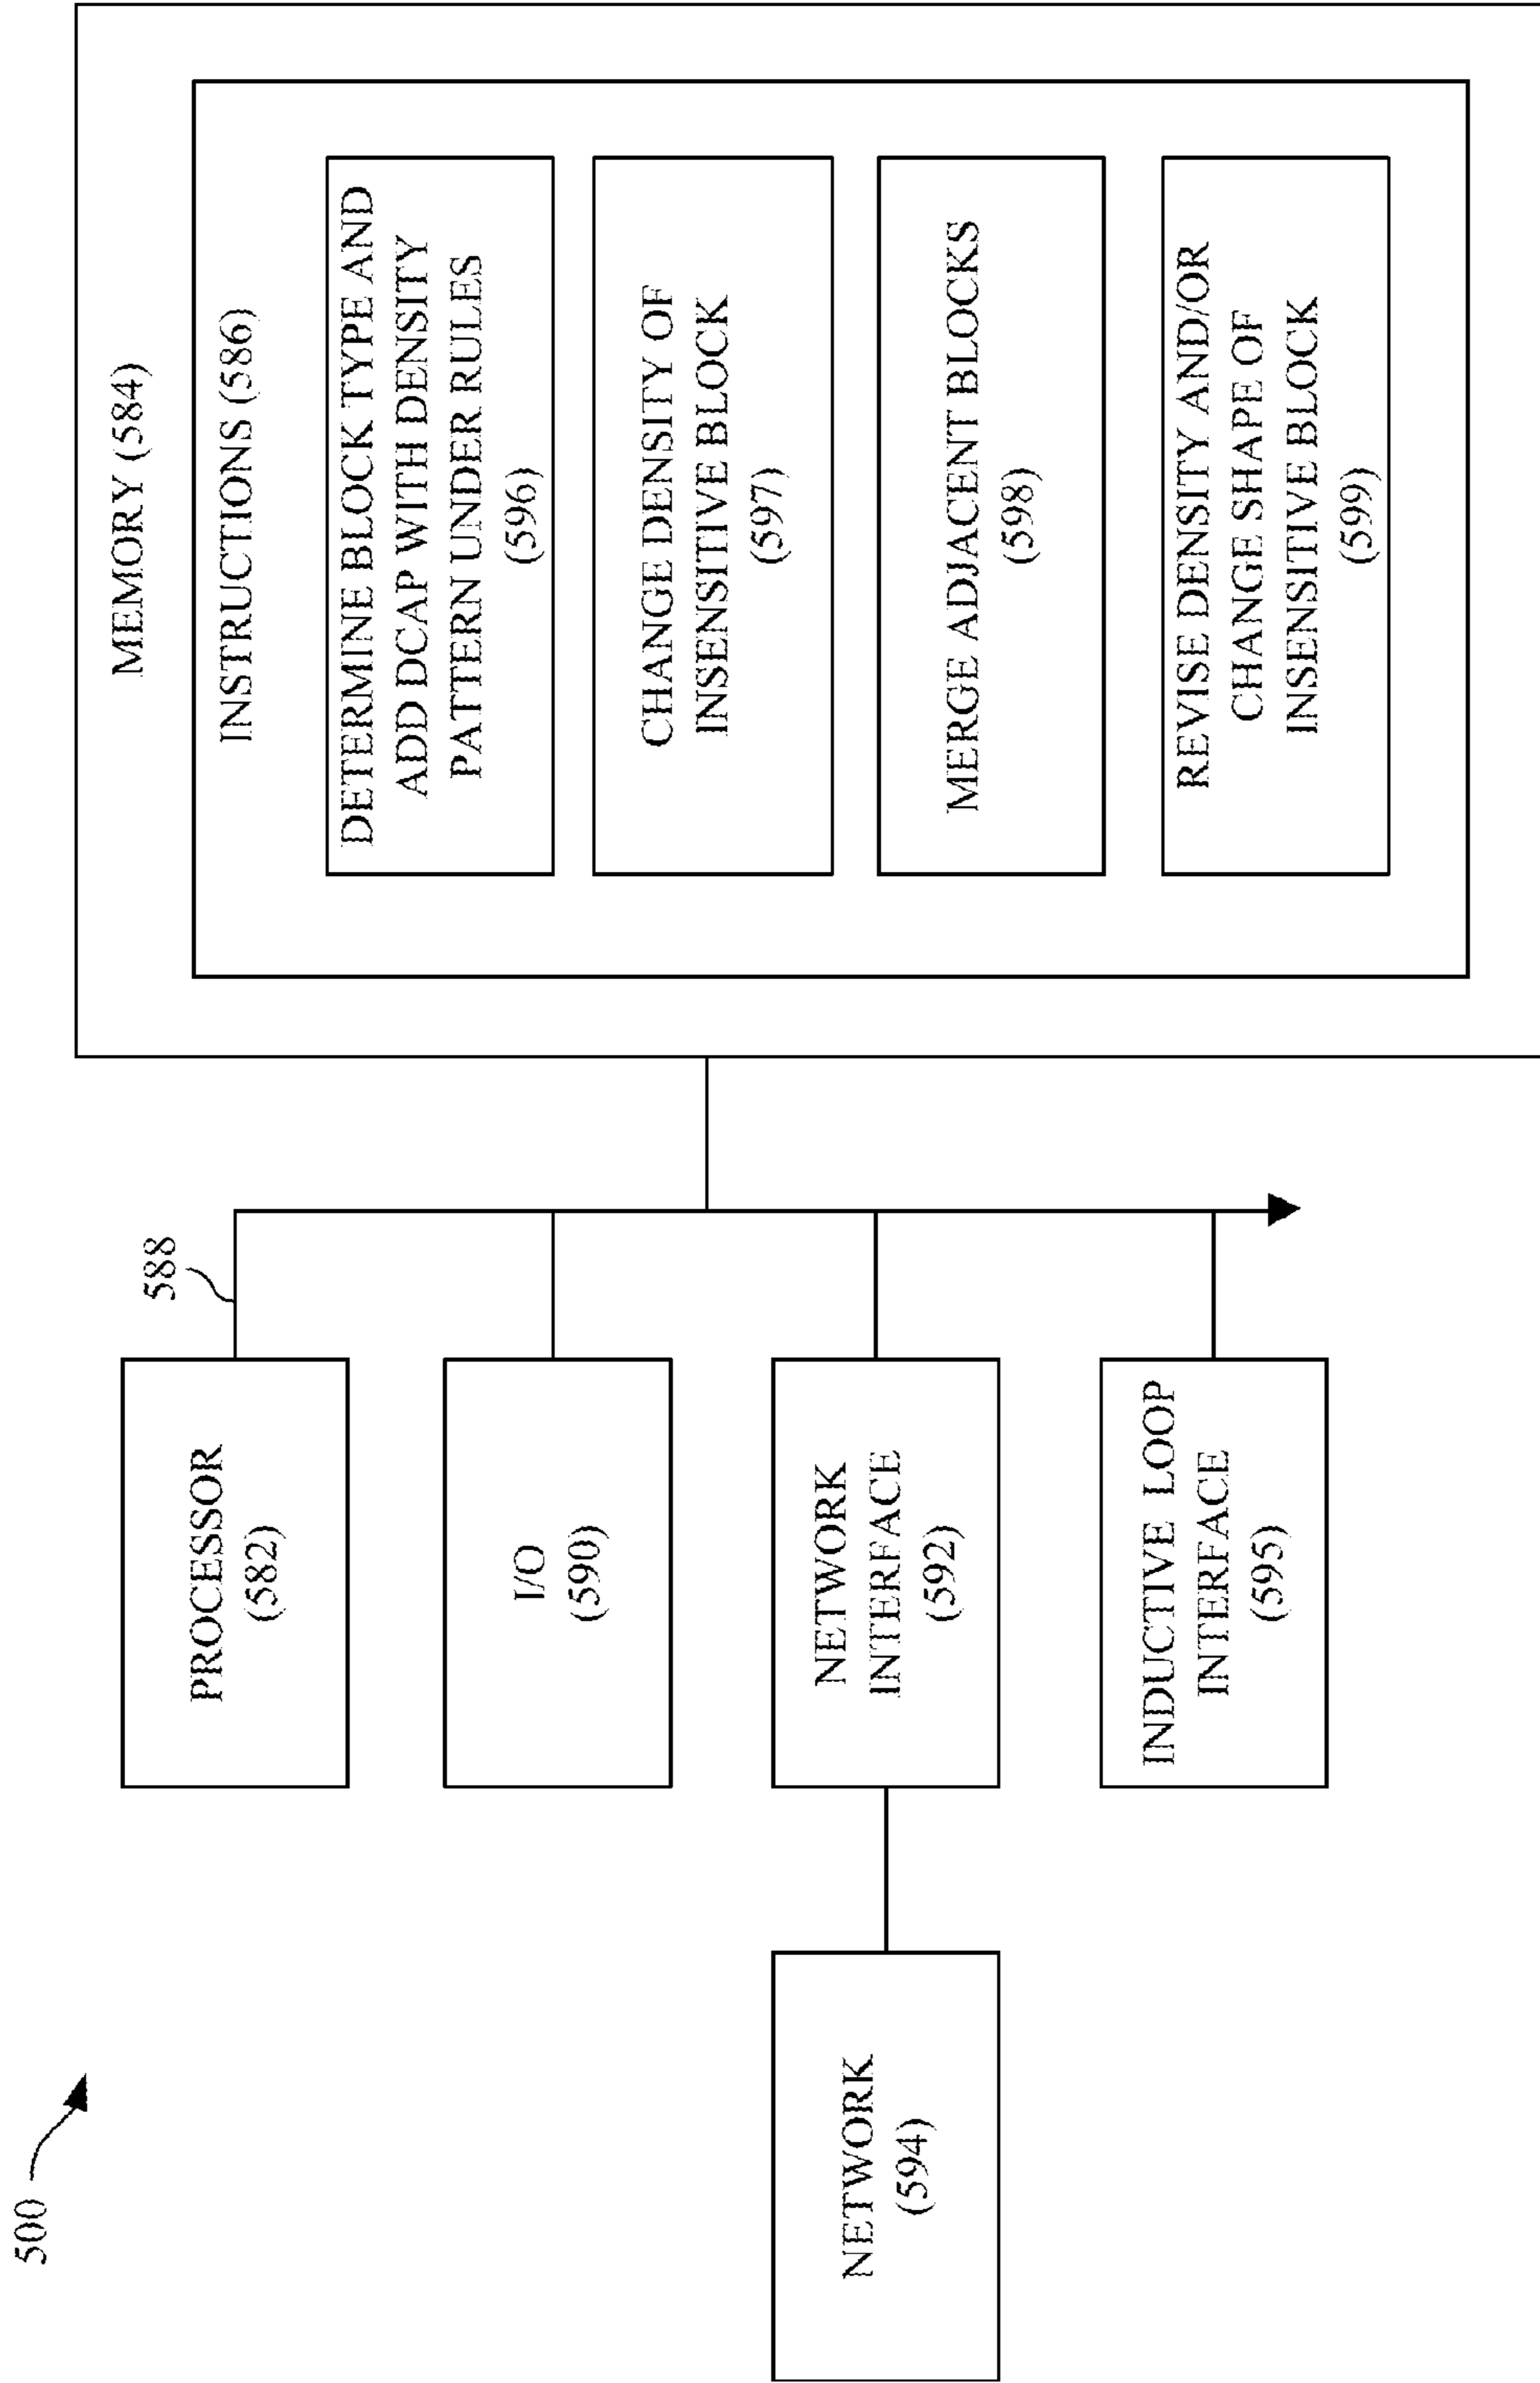 500
NETWORK
(594)
588
PROCESSOR
(582)
I/O
(590)
NETWORK
INTERFACE
(592)
INDUCTIVE LOOP
INTERFACE
(595)
MEMORY (584)
INSTRUCTIONS (586)
DETERMINE BLOCK TYPE AND
ADD DCAP WITH DENSITY
PATTERN UNDER RULES
(596)
CHANGE DENSITY OF
INSENSITIVE BLOCK
(597)
MERGE ADJACENT BLOCKS
(598)
REVISE DENSITY AND/OR
CHANGE SHAPE OF
INSENSITIVE BLOCK
(599)